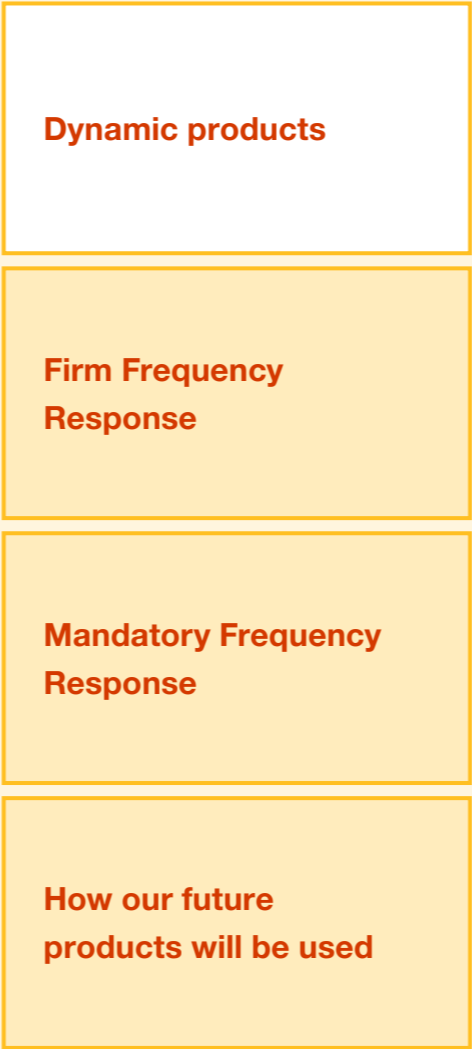 Dynamic products
Firm Frequency
Response
Mandatory Frequency
Response
How our future
products will be used